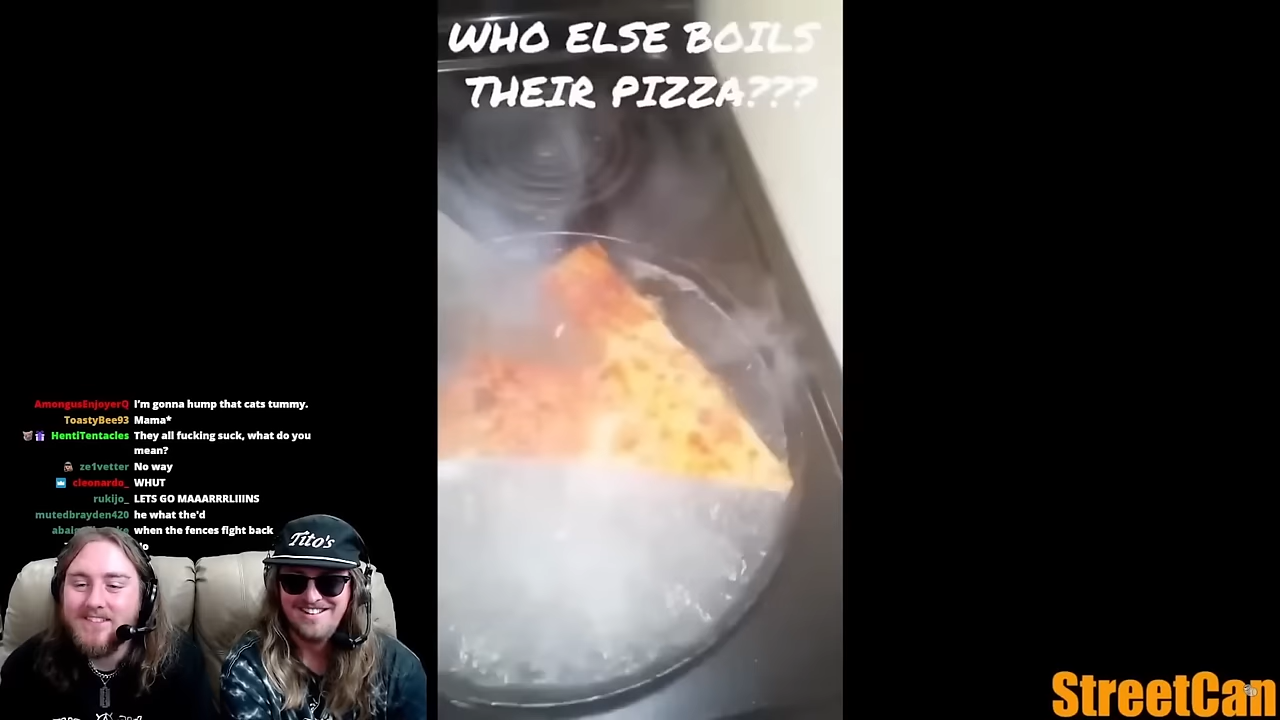 WHO ELSE BOILS
THEIR PIZZA???
AmongusEnjoyerQ I'm gonna hump that cats tummy.
ToastyBee93 Mama*
HentiTentacles They all fucking suck, what do you
mean?
ze1vetter No way
cleonardo_ WHUT
rukijo_ LETS GO MAAARRRLIIINS
mutedbrayden420 he what the'd
when the fences fight back
Tito's
StreetCan